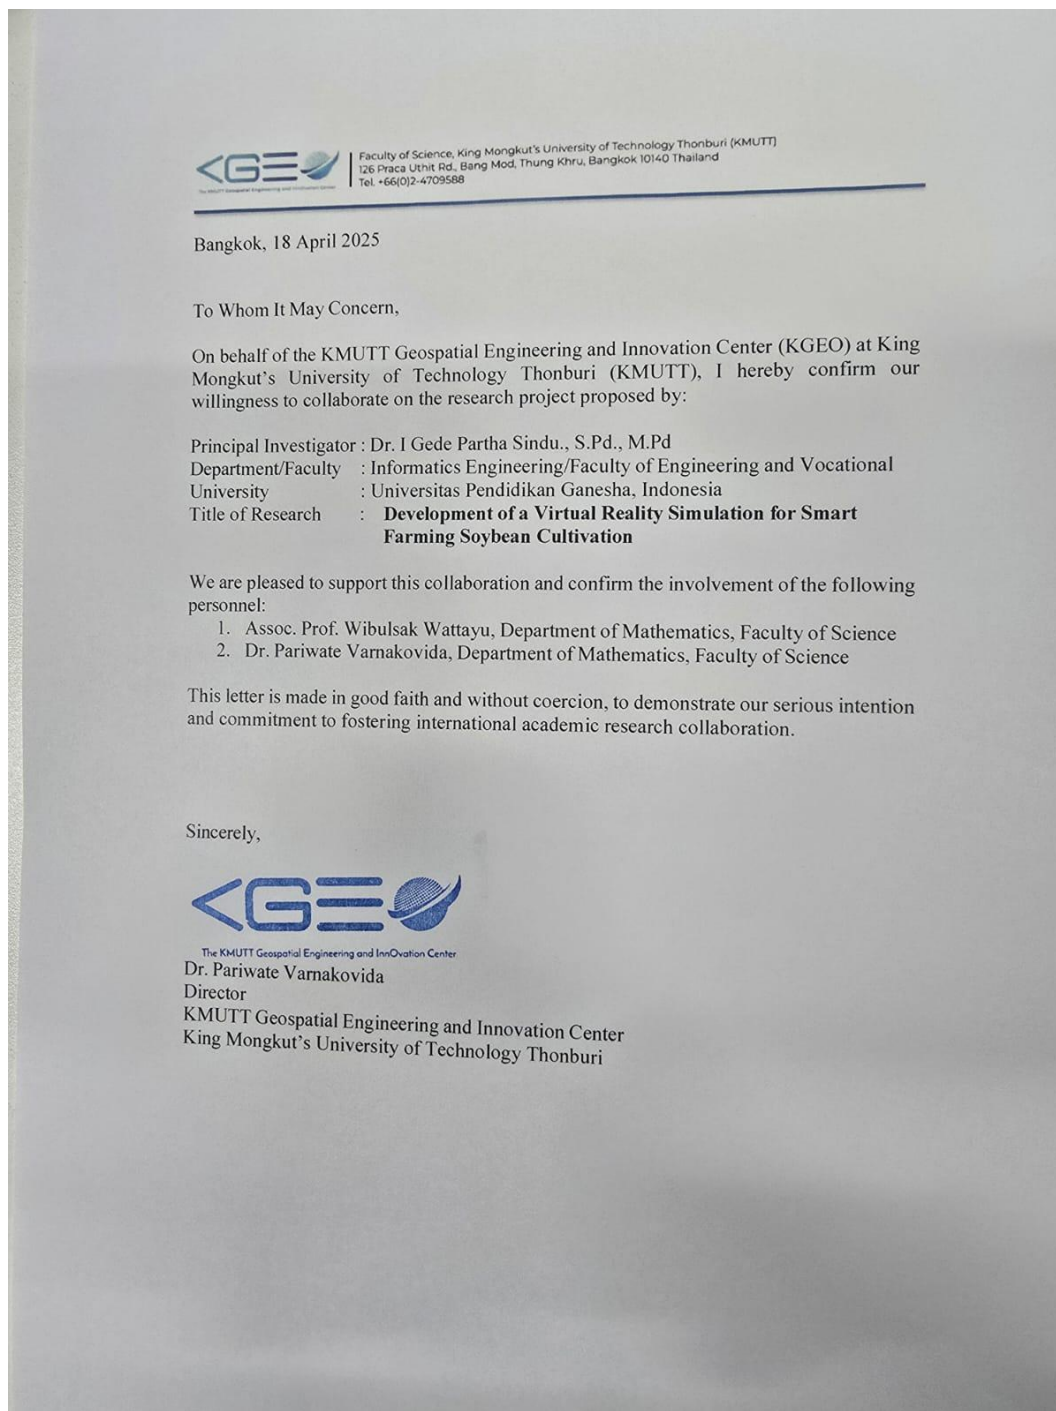 KGEO
The KMUTT Geospatial Engineering and InnOvation Center
Faculty of Science, King Mongkut's University of Technology Thonburi (KMUTT)
126 Praca Uthit Rd., Bang Mod, Thung Khru, Bangkok 10140 Thailand
Tel. +66(0)2-4709588
Bangkok, 18 April 2025
To Whom It May Concern,
On behalf of the KMUTT Geospatial Engineering and Innovation Center (KGEO) at King
Mongkut's University of Technology Thonburi (KMUTT), I hereby confirm our
willingness to collaborate on the research project proposed by:
Principal Investigator : Dr. I Gede Partha Sindu., S.Pd., M.Pd
Department/Faculty : Informatics Engineering/Faculty of Engineering and Vocational
University : Universitas Pendidikan Ganesha, Indonesia
Title of Research : Development of a Virtual Reality Simulation for Smart
Farming Soybean Cultivation
We are pleased to support this collaboration and confirm the involvement of the following
personnel:
1. Assoc. Prof. Wibulsak Wattayu, Department of Mathematics, Faculty of Science
2. Dr. Pariwate Varnakovida, Department of Mathematics, Faculty of Science
This letter is made in good faith and without coercion, to demonstrate our serious intention
and commitment to fostering international academic research collaboration.
Sincerely,
KGEO
The KMUTT Geospatial Engineering and InnOvation Center
Dr. Pariwate Varnakovida
Director
KMUTT Geospatial Engineering and Innovation Center
King Mongkut's University of Technology Thonburi